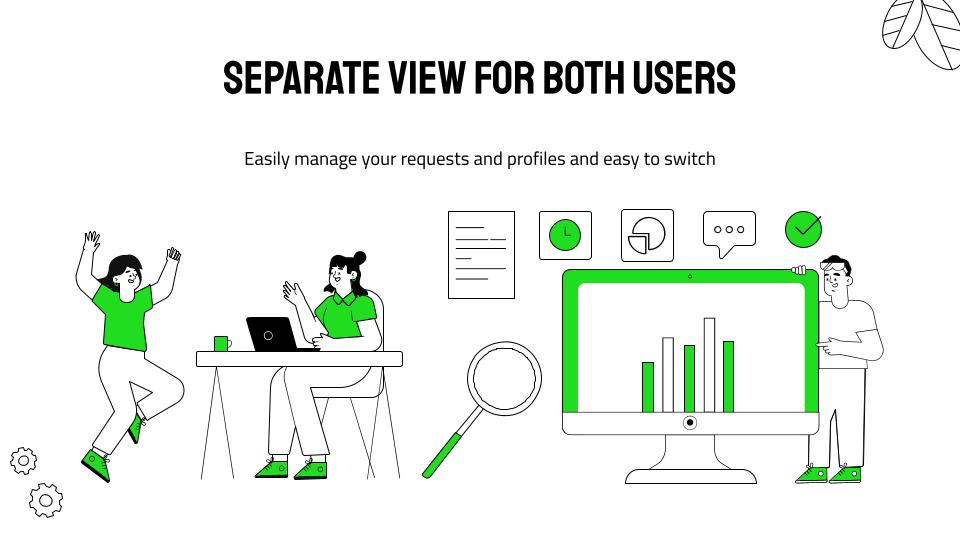 SEPARATE VIEW FOR BOTH USERS
Easily manage your requests and profiles and easy to switch